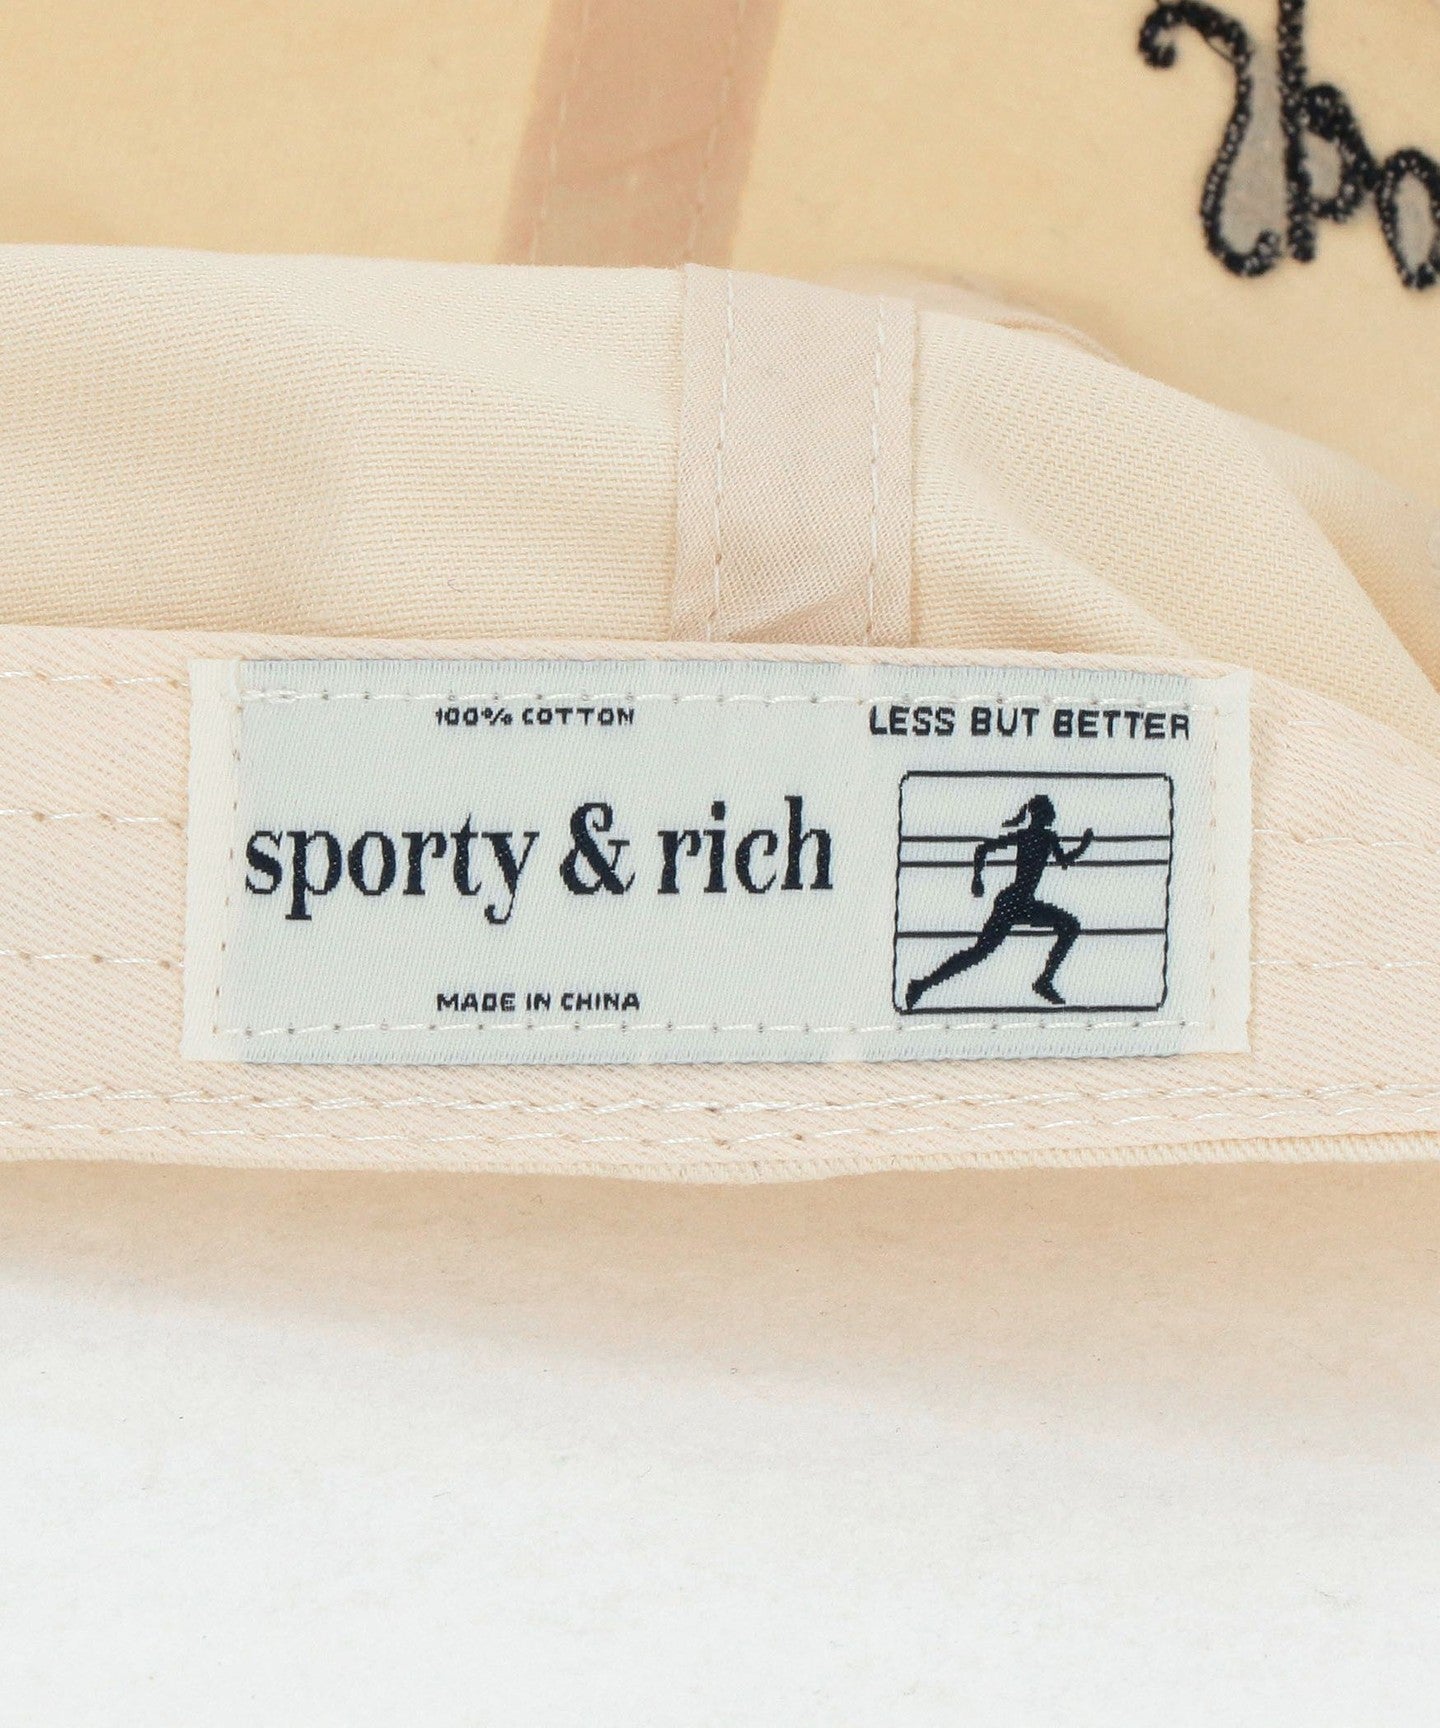 100% COTTON
LESS BUT BETTER
sporty & rich
MADE IN CHINA